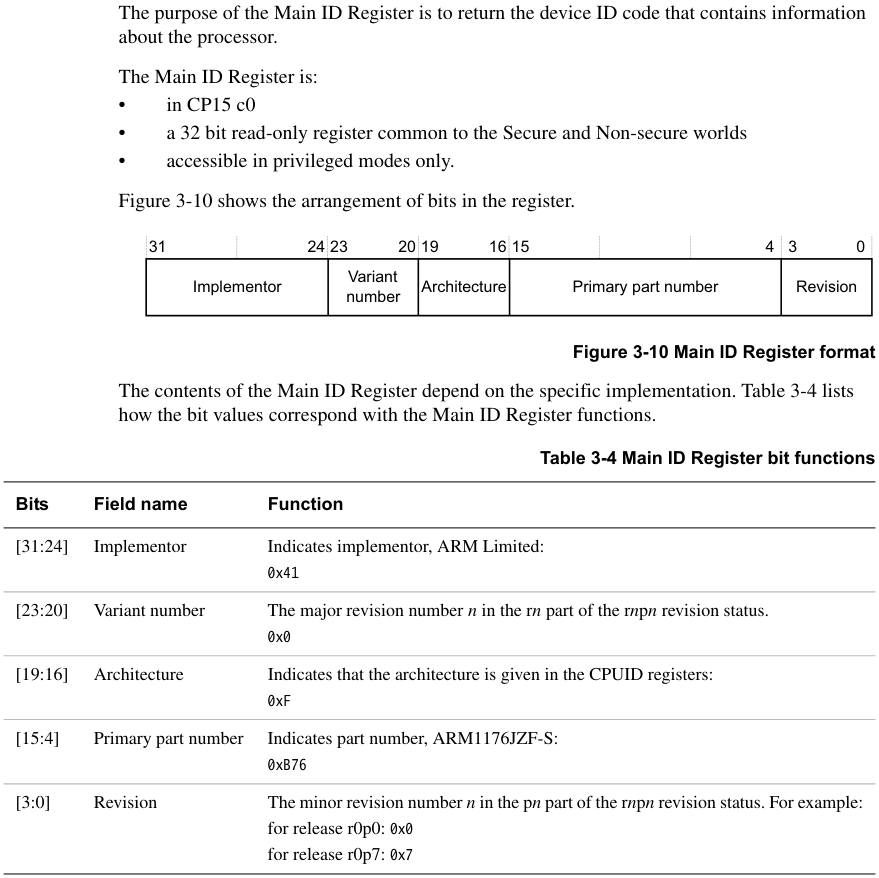 The purpose of the Main ID Register is to return the device ID code that contains information
about the processor.
The Main ID Register is:
• in CP15 c0
• a 32 bit read-only register common to the Secure and Non-secure worlds
• accessible in privileged modes only.
Figure 3-10 shows the arrangement of bits in the register.
31 24 23 20 19 16 15 4 3 0
Implementor Variant number Architecture Primary part number Revision
Figure 3-10 Main ID Register format
The contents of the Main ID Register depend on the specific implementation. Table 3-4 lists
how the bit values correspond with the Main ID Register functions.
Table 3-4 Main ID Register bit functions
Bits Field name Function
[31:24] Implementor Indicates implementor, ARM Limited:
0x41
[23:20] Variant number The major revision number n in the rn part of the rnpn revision status.
0x0
[19:16] Architecture Indicates that the architecture is given in the CPUID registers:
0xF
[15:4] Primary part number Indicates part number, ARM1176JZF-S:
0xB76
[3:0] Revision The minor revision number n in the pn part of the rnpn revision status. For example:
for release r0p0: 0x0
for release r0p7: 0x7